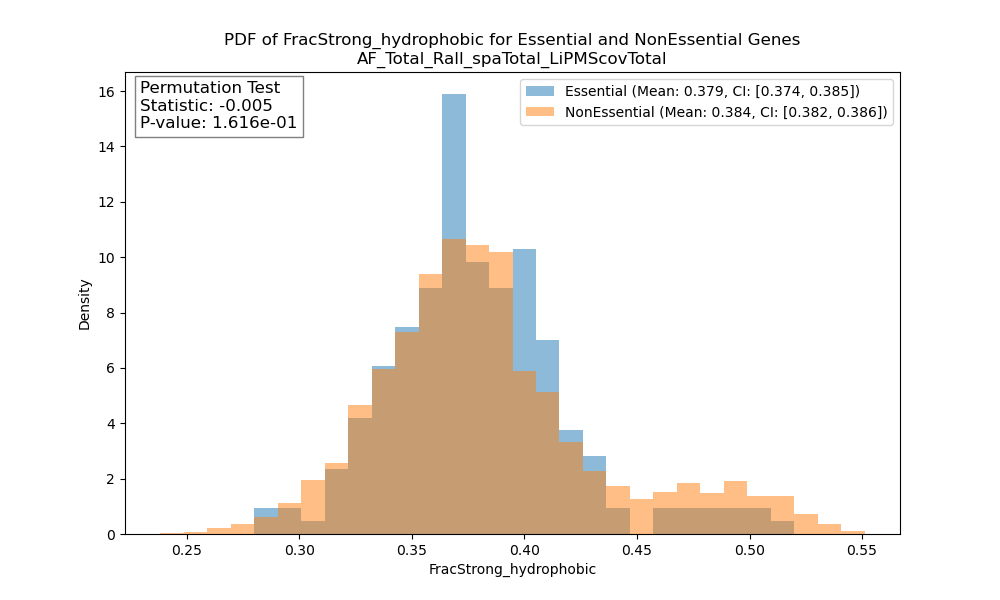 PDF of FracStrong_hydrophobic for Essential and NonEssential Genes
AF_Total_Rall_spaTotal_LiPMScovTotal
Permutation Test
Statistic: -0.005
P-value: 1.616e-01
Essential (Mean: 0.379, CI: [0.374, 0.385])
NonEssential (Mean: 0.384, CI: [0.382, 0.386])
16
14
12
10
8
6
4
2
0
Density
0.25 0.30 0.35 0.40 0.45 0.50 0.55
FracStrong_hydrophobic